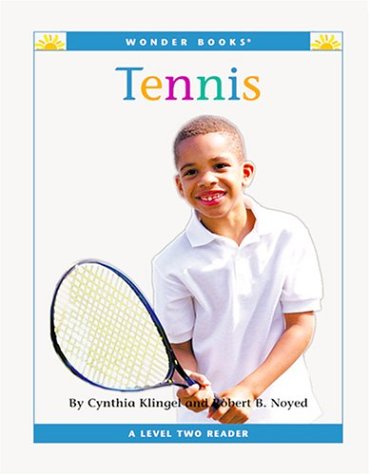 WONDER BOOKS®
Tennis
By Cynthia Klingel and Robert B. Noyed
A LEVEL TWO READER